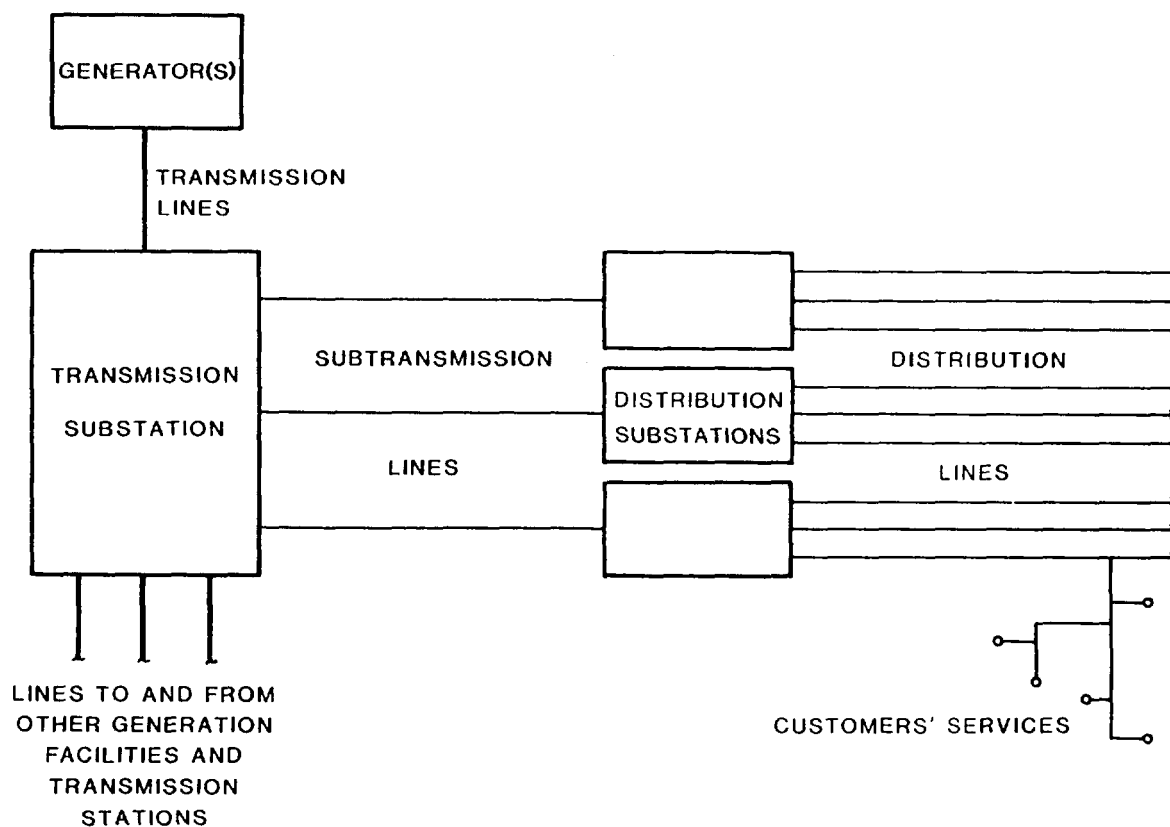 GENERATOR(S)
TRANSMISSION
LINES
TRANSMISSION
SUBSTATION
SUBTRANSMISSION
LINES
DISTRIBUTION
SUBSTATIONS
DISTRIBUTION
LINES
LINES TO AND FROM
OTHER GENERATION
FACILITIES AND
TRANSMISSION
STATIONS
CUSTOMERS' SERVICES